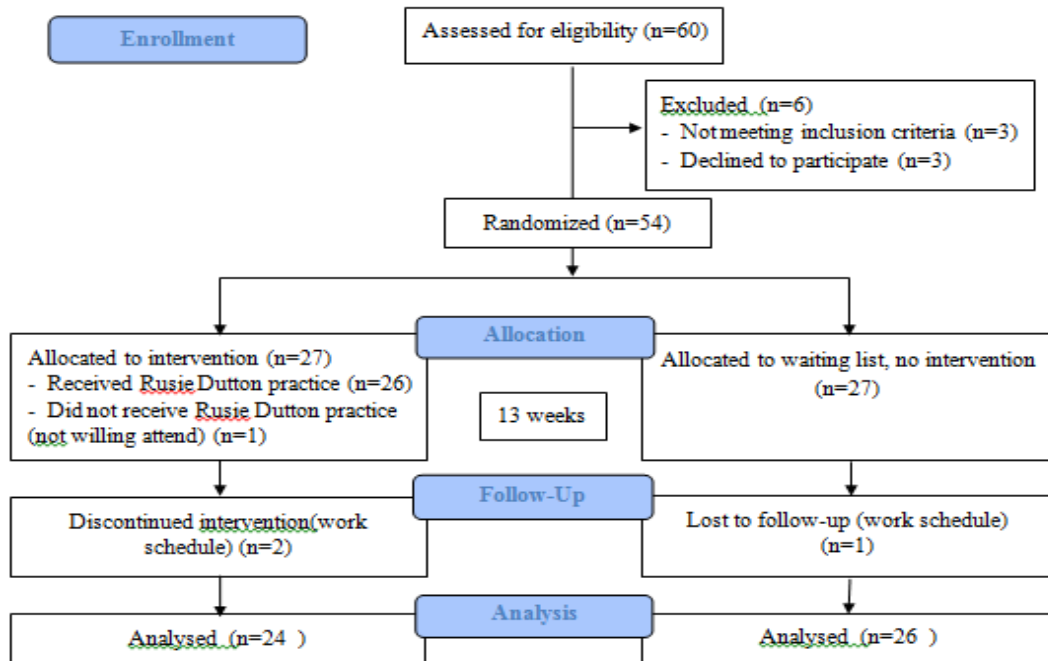 Enrollment
Assessed for eligibility (n=60)
Excluded (n=6)
- Not meeting inclusion criteria (n=3)
- Declined to participate (n=3)
Randomized (n=54)
Allocation
Allocated to intervention (n=27)
- Received Rusie Dutton practice (n=26)
- Did not receive Rusie Dutton practice
(not willing attend) (n=1)
13 weeks
Allocated to waiting list, no intervention
(n=27)
Follow-Up
Discontinued intervention(work
schedule) (n=2)
Lost to follow-up (work schedule)
(n=1)
Analysis
Analysed (n=24 )
Analysed (n=26 )